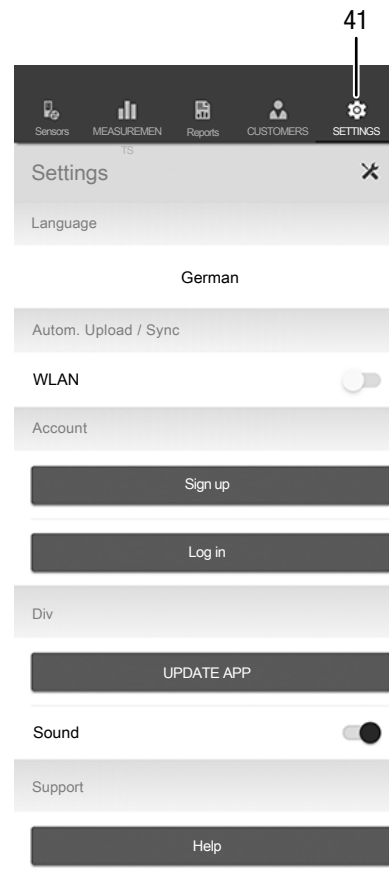 41
Sensors MEASUREMEN Reports CUSTOMERS SETTINGS
TS
Settings
Language
German
Autom. Upload / Sync
WLAN
Account
Sign up
Log in
Div
UPDATE APP
Sound
Support
Help